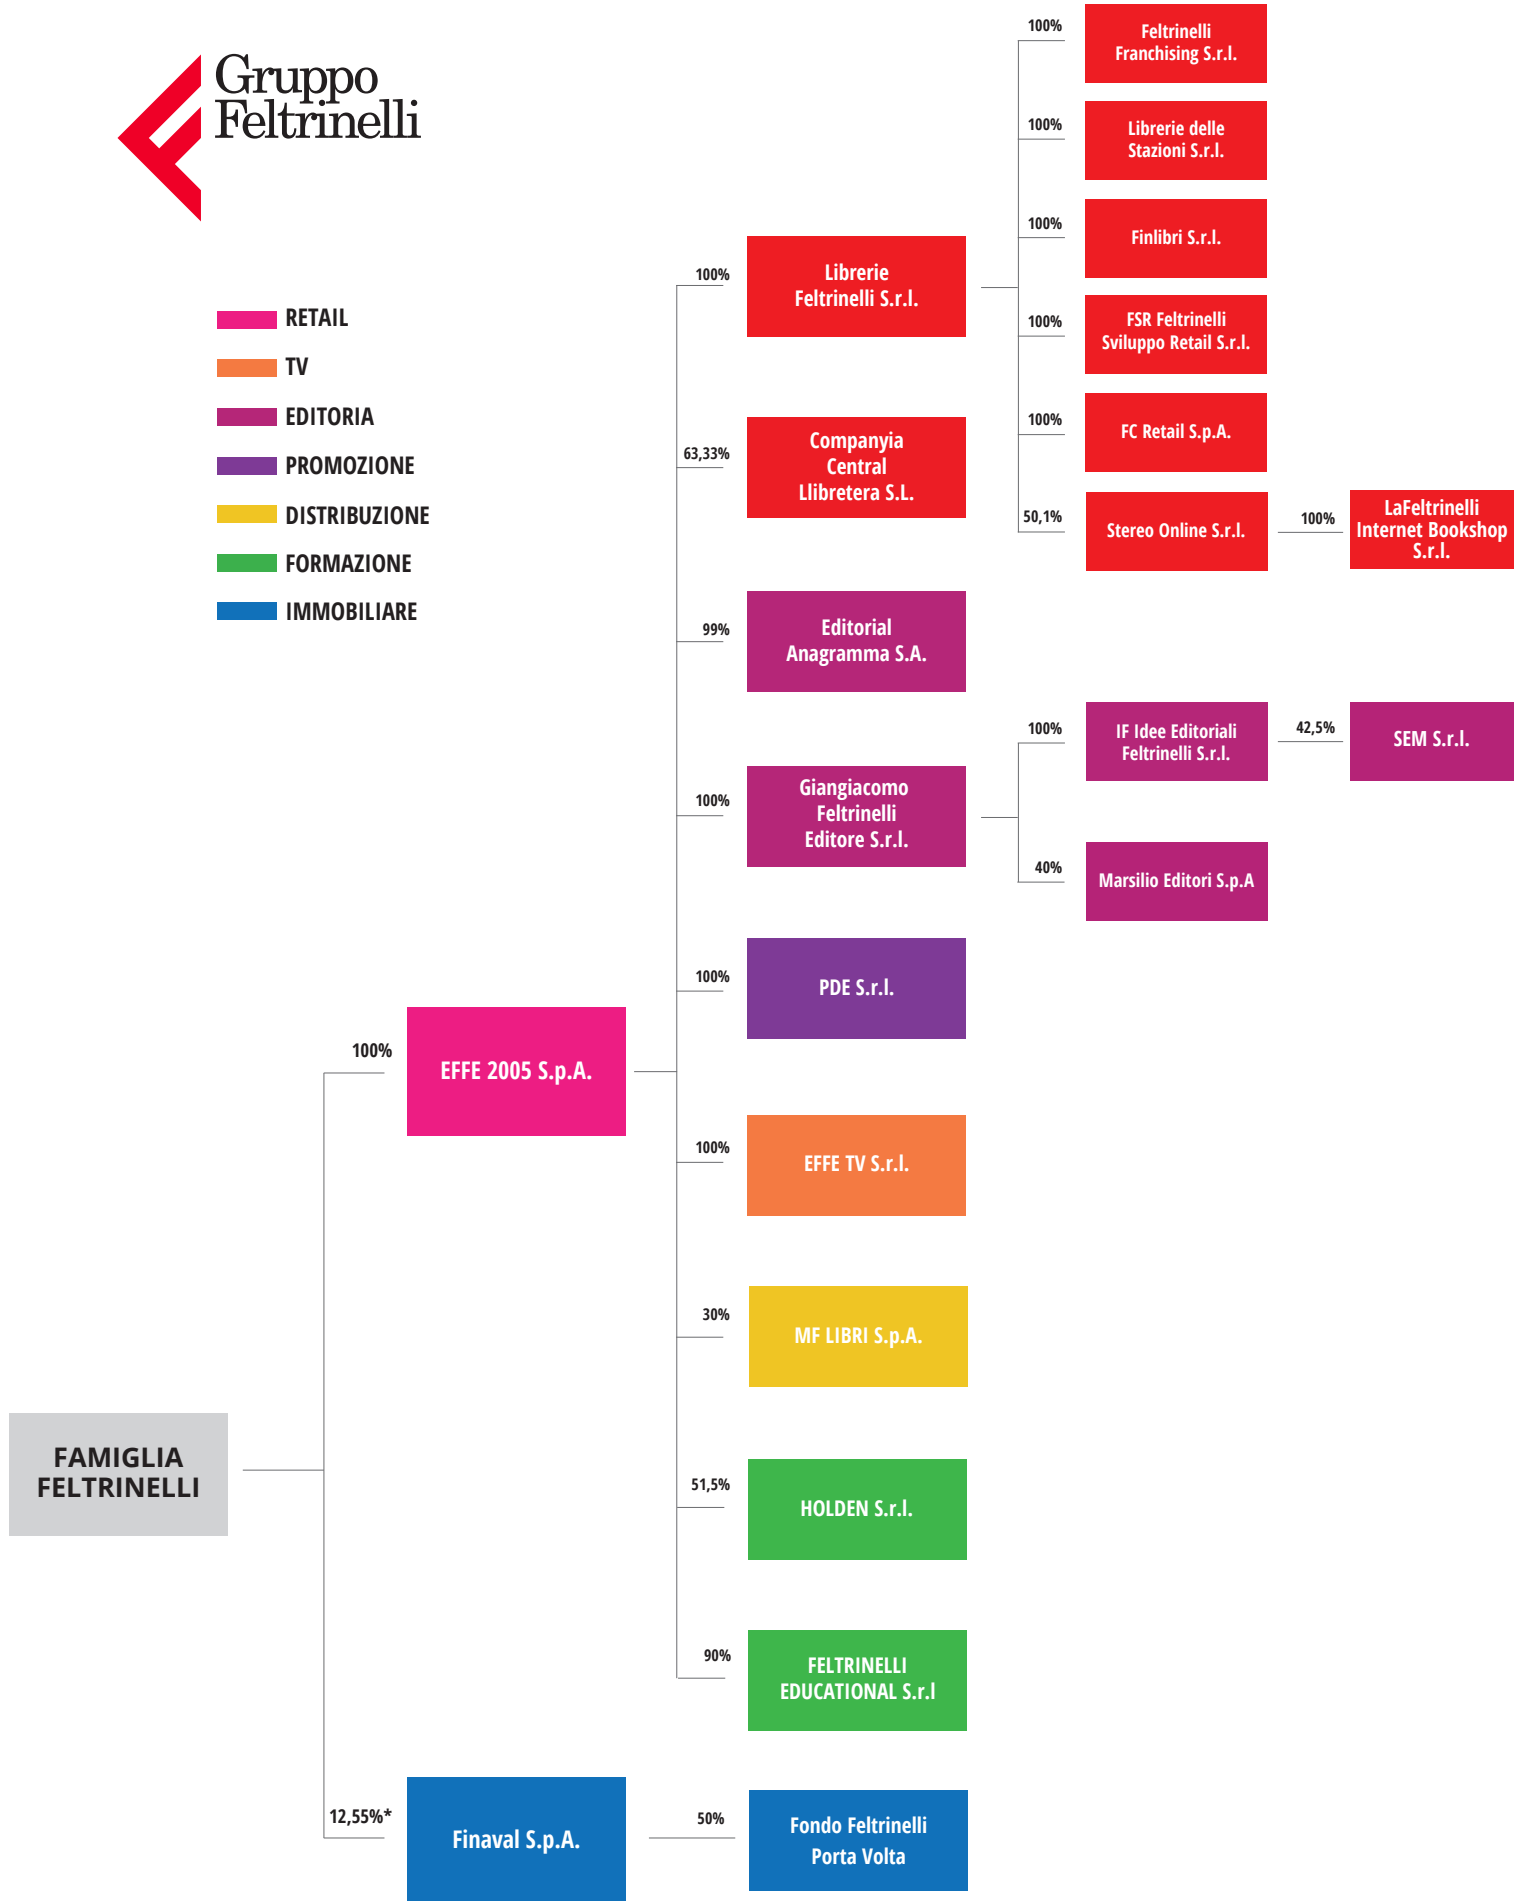 Gruppo
Feltrinelli
RETAIL
TV
EDITORIA
PROMOZIONE
DISTRIBUZIONE
FORMAZIONE
IMMOBILIARE
FAMIGLIA
FELTRINELLI
100%
EFFE 2005 S.p.A.
12,55%*
Finaval S.p.A.
50%
Fondo Feltrinelli
Porta Volta
100%
Librerie
Feltrinelli S.r.l.
63,33%
Companyia
Central
Llibretera S.L.
99%
Editorial
Anagramma S.A.
100%
Giangiacomo
Feltrinelli
Editore S.r.l.
100%
PDE S.r.l.
100%
EFFE TV S.r.l.
30%
MF LIBRI S.p.A.
51,5%
HOLDEN S.r.l.
90%
FELTRINELLI
EDUCATIONAL S.r.l
100%
Feltrinelli
Franchising S.r.l.
100%
Librerie delle
Stazioni S.r.l.
100%
Finlibri S.r.l.
100%
FSR Feltrinelli
Sviluppo Retail S.r.l.
100%
FC Retail S.p.A.
50,1%
Stereo Online S.r.l.
100%
LaFeltrinelli
Internet Bookshop
S.r.l.
100%
IF Idee Editoriali
Feltrinelli S.r.l.
42,5%
SEM S.r.l.
40%
Marsilio Editori S.p.A